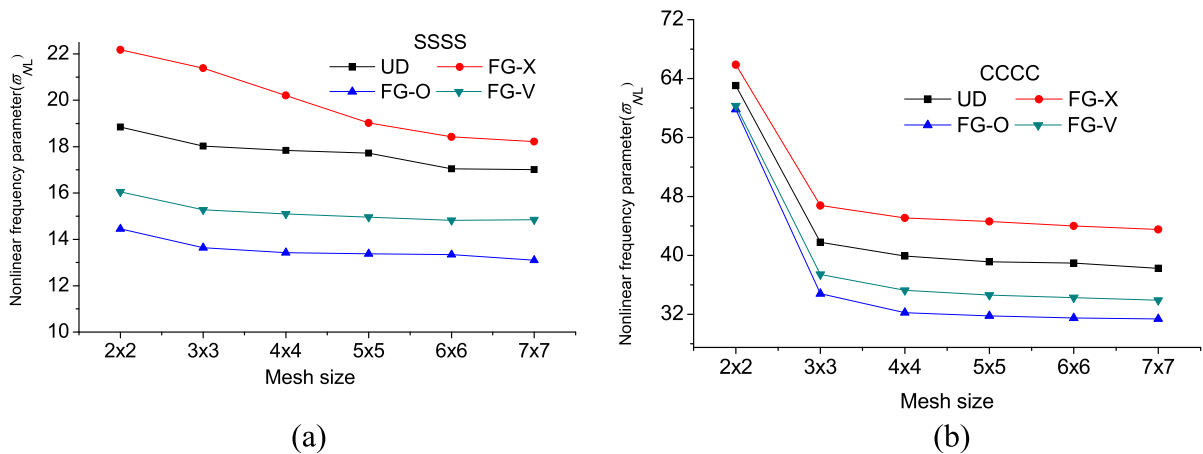 SSSS
UD FG-X
FG-O FG-V
Nonlinear frequency parameter(ϖNL)
22
20
18
16
14
12
10
2x2 3x3 4x4 5x5 6x6 7x7
Mesh size
(a)
CCCC
UD FG-X
FG-O FG-V
Nonlinear frequency parameter(ϖNL)
72
64
56
48
40
32
2x2 3x3 4x4 5x5 6x6 7x7
Mesh size
(b)